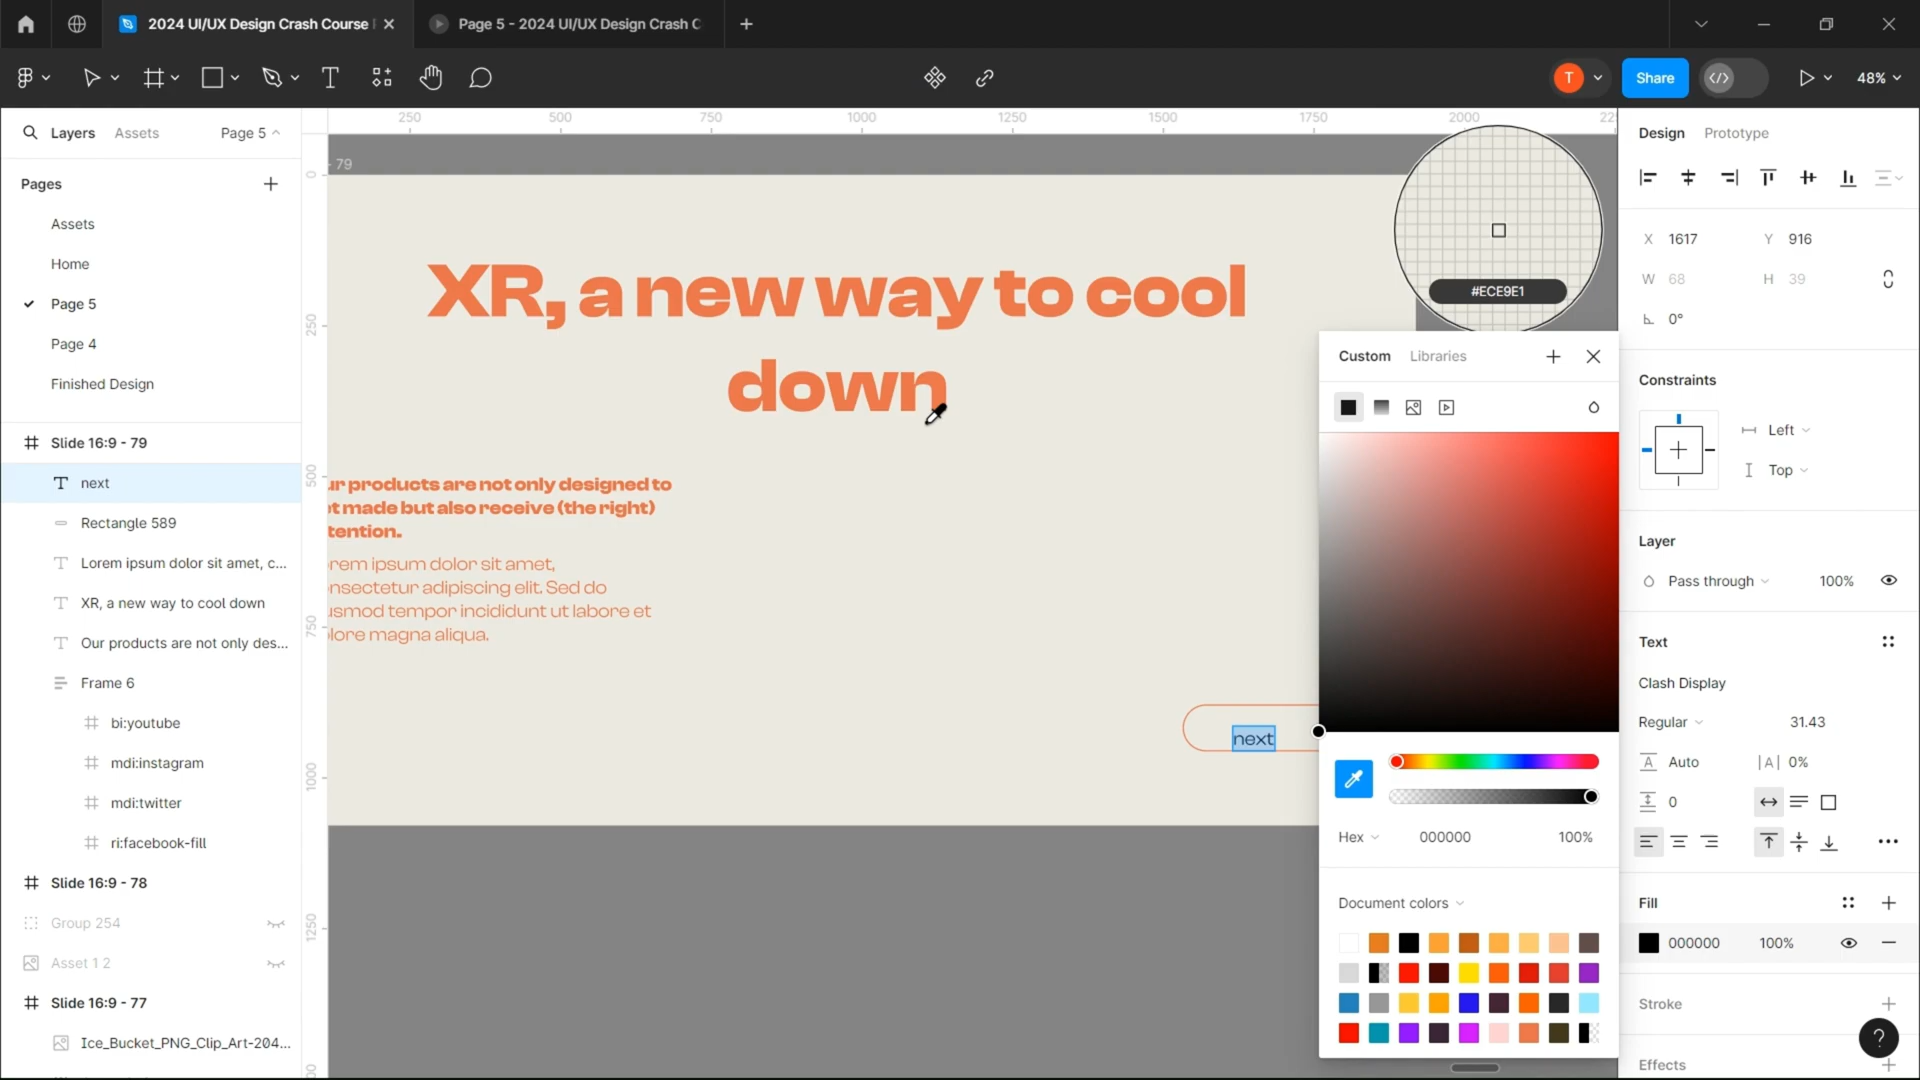 2024 UI/UX Design Crash Course
Page 5 - 2024 UI/UX Design Crash C
T
Share
48%
Layers
Assets
Page 5
Pages
Assets
Home
Page 5
Page 4
Finished Design
Slide 16:9 - 79
next
Rectangle 589
Lorem ipsum dolor sit amet, c...
XR, a new way to cool down
Our products are not only des...
Frame 6
bi:youtube
mdi:instagram
mdi:twitter
ri:facebook-fill
Slide 16:9 - 78
Group 254
Asset 1 2
Slide 16:9 - 77
Ice_Bucket_PNG_Clip_Art-204...
250
500
750
1000
1250
1500
1750
2000
0
250
500
750
1000
1250
- 79
XR, a new way to cool
down
ur products are not only designed to
t made but also receive (the right)
tention.
rem ipsum dolor sit amet,
nsectetur adipiscing elit. Sed do
usmod tempor incididunt ut labore et
lore magna aliqua.
next
#ECE9E1
Custom
Libraries
Hex
000000
100%
Document colors
Design
Prototype
X 1617
Y 916
W 68
H 39
0°
Constraints
Left
Top
Layer
Pass through
100%
Text
Clash Display
Regular
31.43
Auto
|A| 0%
0
Fill
000000
100%
Stroke
Effects
?